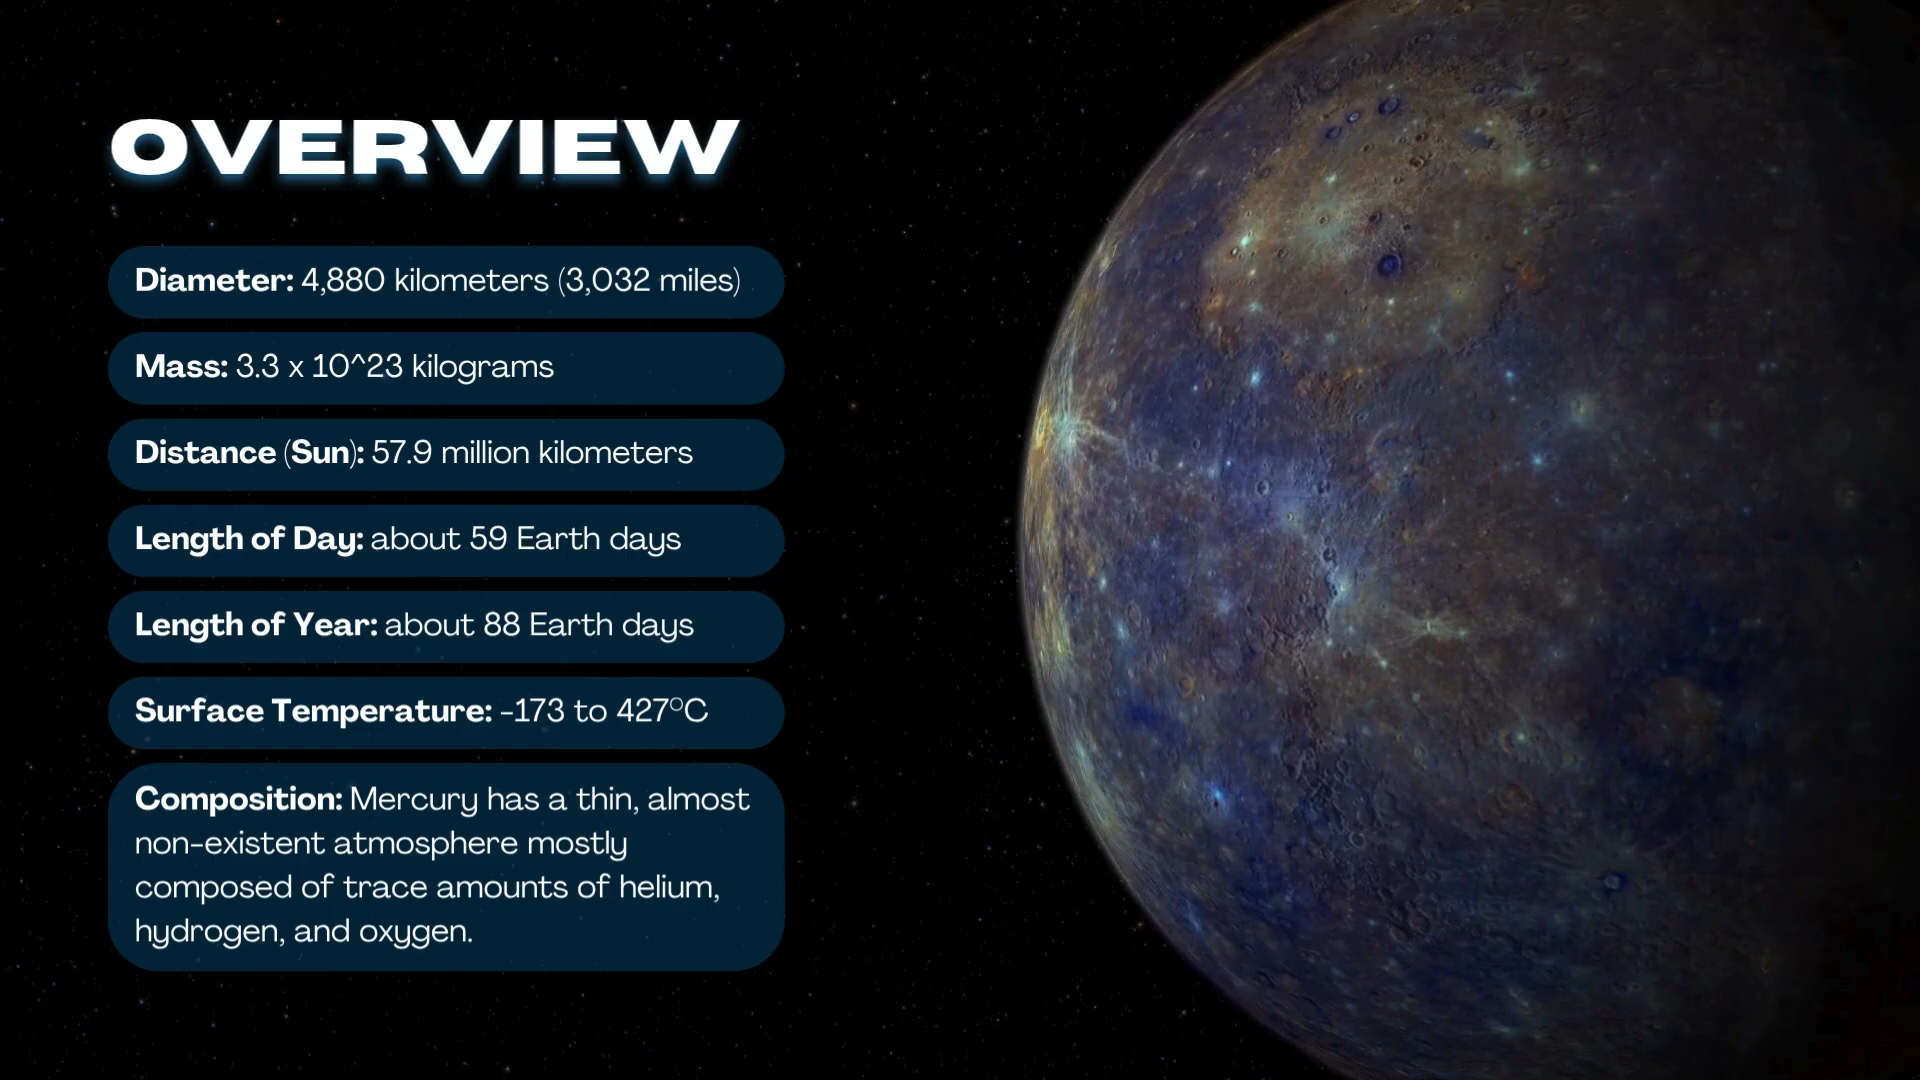 OVERVIEW
Diameter: 4,880 kilometers (3,032 miles)
Mass: 3.3 x 10^23 kilograms
Distance (Sun): 57.9 million kilometers
Length of Day: about 59 Earth days
Length of Year: about 88 Earth days
Surface Temperature: -173 to 427°C
Composition: Mercury has a thin, almost
non-existent atmosphere mostly
composed of trace amounts of helium,
hydrogen, and oxygen.